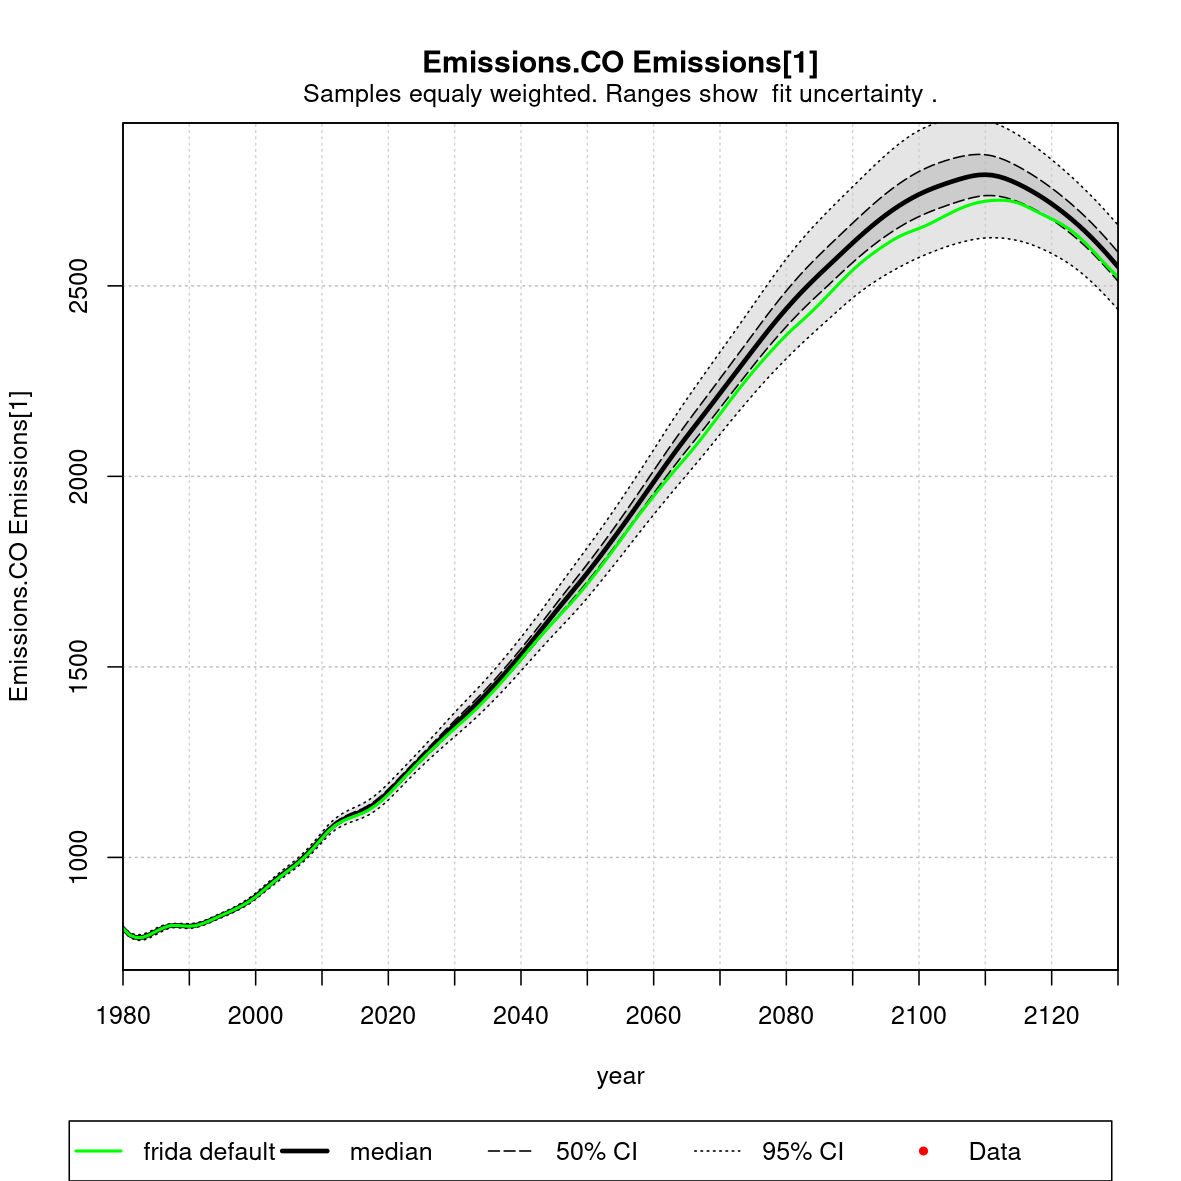 Emissions.CO Emissions[1]
Samples equaly weighted. Ranges show  fit uncertainty .
Emissions.CO Emissions[1]
2500
2000
1500
1000
1980 2000 2020 2040 2060 2080 2100 2120
year
frida default median 50% CI 95% CI Data